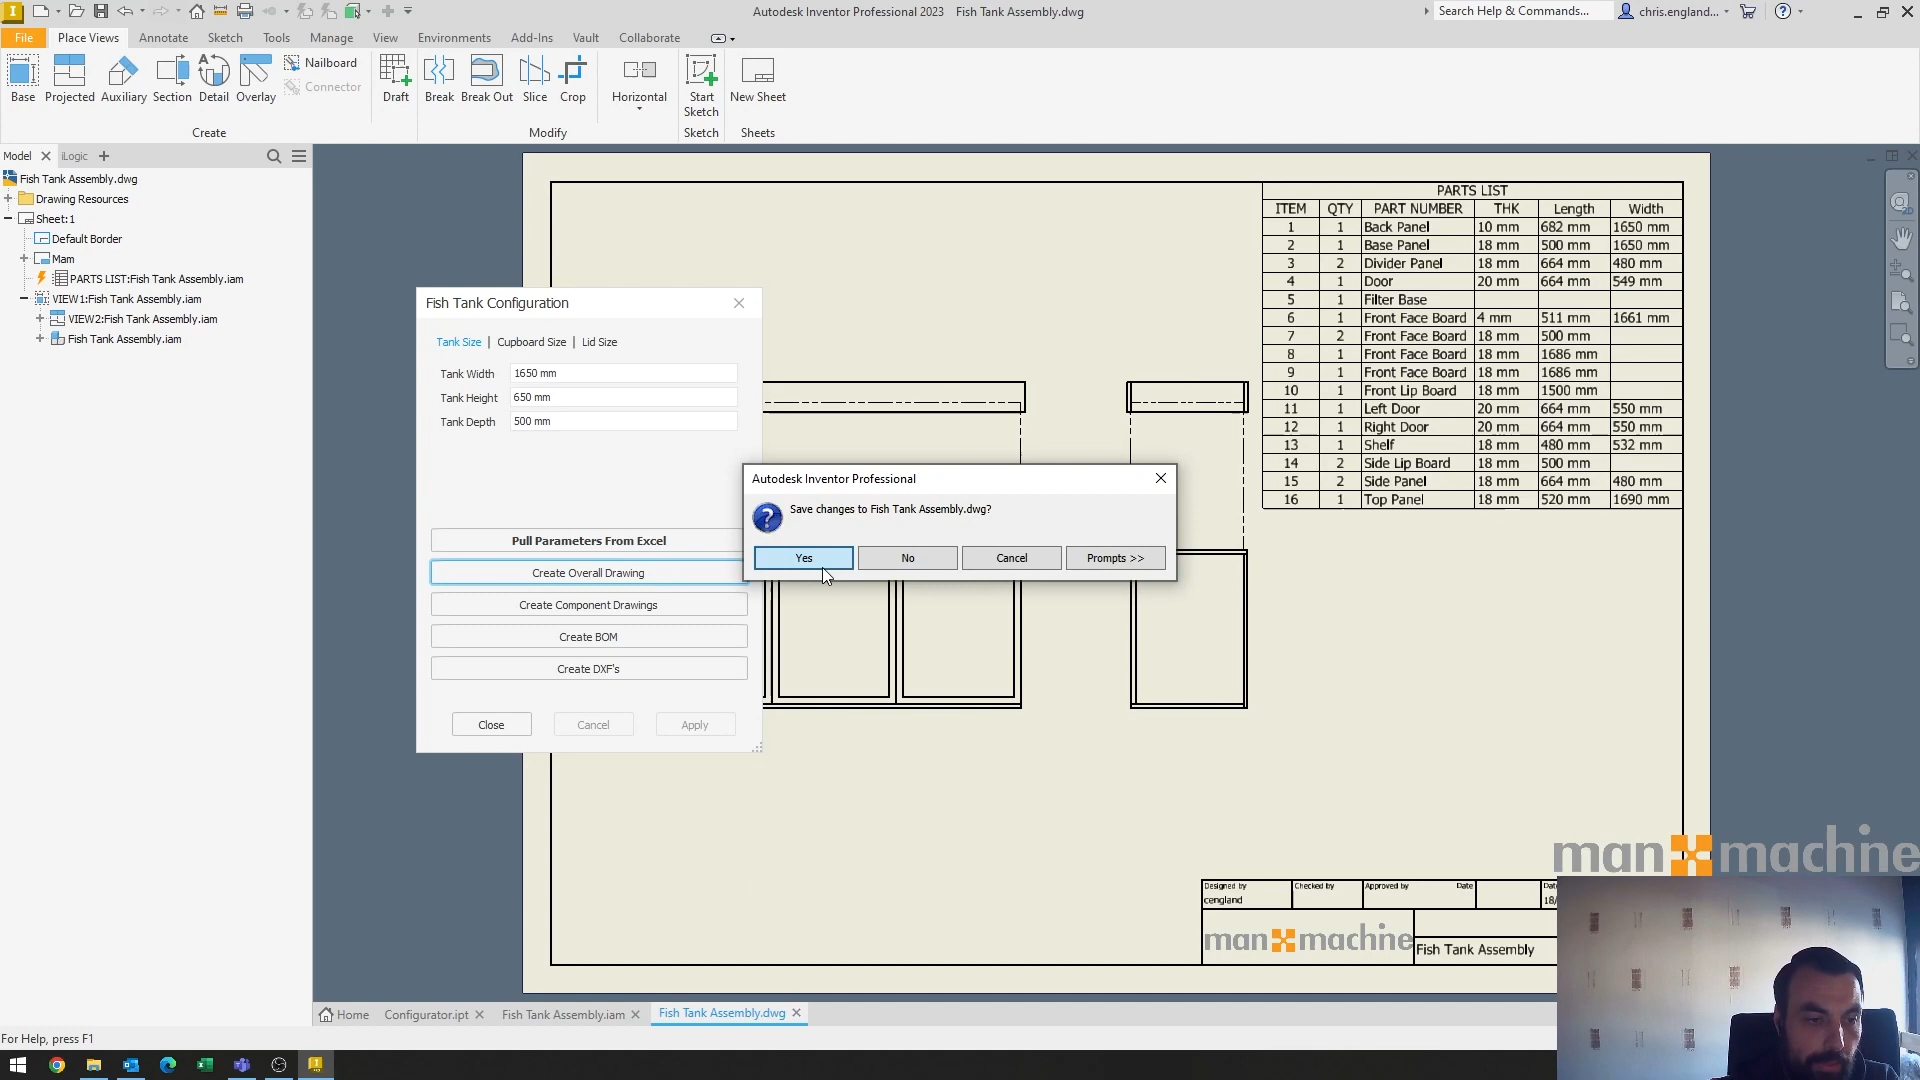 Autodesk Inventor Professional 2023 Fish Tank Assembly.dwg
Search Help & Commands...
chris.england...
File
Place Views
Annotate
Sketch
Tools
Manage
View
Environments
Add-Ins
Vault
Collaborate
Base
Projected
Auxiliary
Section
Detail
Overlay
Nailboard
Connector
Draft
Break
Break Out
Slice
Crop
Horizontal
Start
Sketch
New Sheet
Create
Modify
Sketch
Sheets
Model
iLogic
Fish Tank Assembly.dwg
Drawing Resources
Sheet:1
Default Border
Mam
PARTS LIST:Fish Tank Assembly.iam
VIEW1:Fish Tank Assembly.iam
VIEW2:Fish Tank Assembly.iam
Fish Tank Assembly.iam
PARTS LIST
ITEM QTY PART NUMBER THK Length Width
1 1 Back Panel 10 mm 682 mm 1650 mm
2 1 Base Panel 18 mm 500 mm 1650 mm
3 2 Divider Panel 18 mm 664 mm 480 mm
4 1 Door 20 mm 664 mm 549 mm
5 1 Filter Base
6 1 Front Face Board 4 mm 511 mm 1661 mm
7 2 Front Face Board 18 mm 500 mm
8 1 Front Face Board 18 mm 1686 mm
9 1 Front Face Board 18 mm 1686 mm
10 1 Front Lip Board 18 mm 1500 mm
11 1 Left Door 20 mm 664 mm 550 mm
12 1 Right Door 20 mm 664 mm 550 mm
13 1 Shelf 18 mm 480 mm 532 mm
14 2 Side Lip Board 18 mm 500 mm
15 2 Side Panel 18 mm 664 mm 480 mm
16 1 Top Panel 18 mm 520 mm 1690 mm
Fish Tank Configuration
Tank Size | Cupboard Size | Lid Size
Tank Width 1650 mm
Tank Height 650 mm
Tank Depth 500 mm
Pull Parameters From Excel
Create Overall Drawing
Create Component Drawings
Create BOM
Create DXF's
Close
Cancel
Apply
Autodesk Inventor Professional
Save changes to Fish Tank Assembly.dwg?
Yes
No
Cancel
Prompts >>
man machine
Designed by
cengland
Checked by
Approved by
Date
18/
man machine
Fish Tank Assembly
Home
Configurator.ipt
Fish Tank Assembly.iam
Fish Tank Assembly.dwg
For Help, press F1